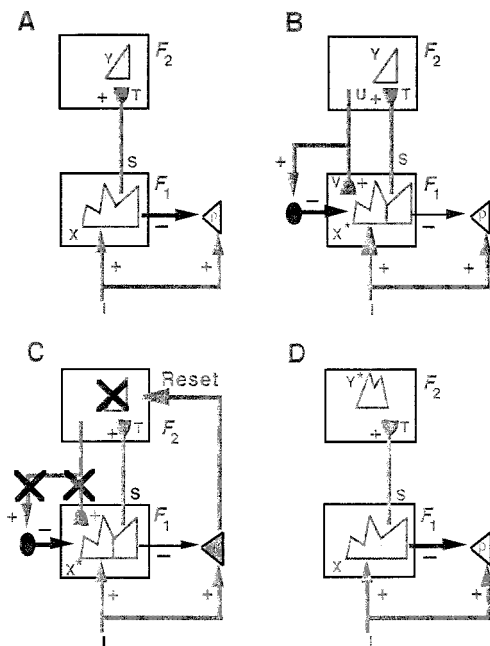 A
Y
F₂
+ T
S
F₁
X
−
ρ
+ +
I
B
Y
F₂
U + T
+
S
V +
F₁
−
X*
−
ρ
+ +
I
C
Reset
+ T
F₂
S
+
+
F₁
−
X*
−
+ +
I
D
Y*
F₂
+ T
S
F₁
X
−
ρ
+ +
I